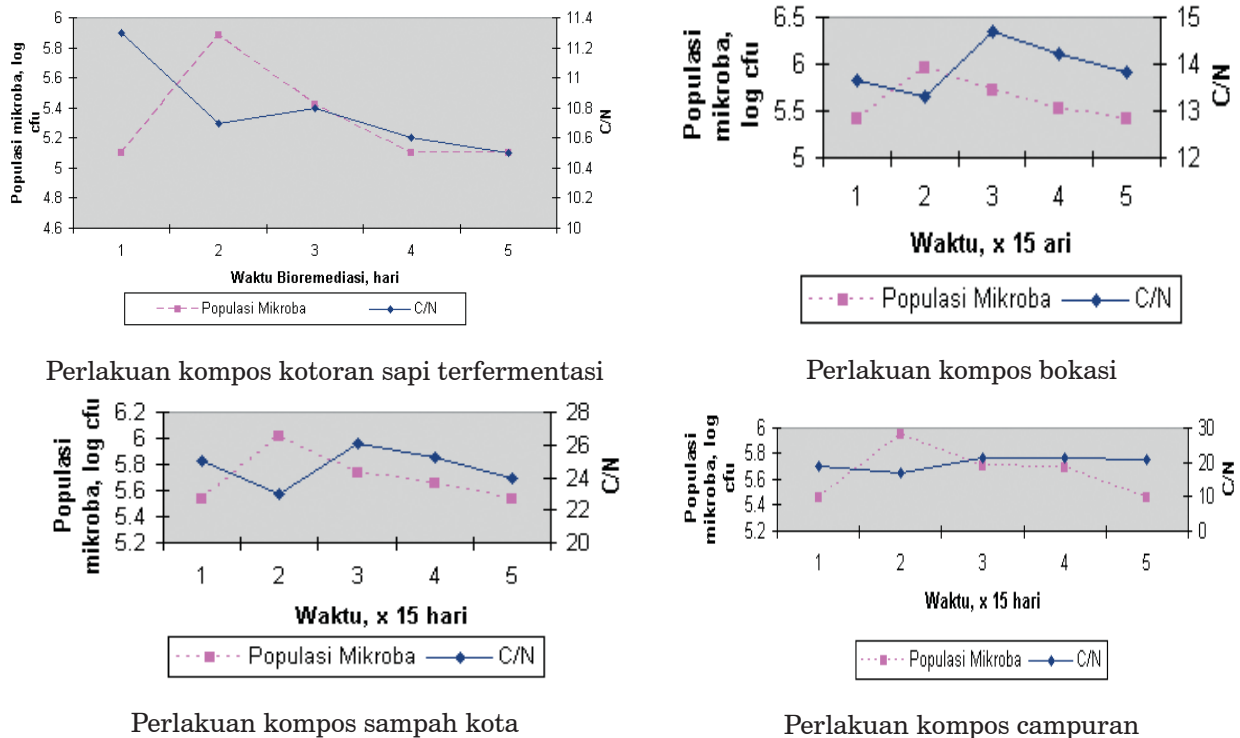 6
5.8
5.6
5.4
5.2
5
4.8
4.6
Populasi mikroba, log
cfu
11.4
11.2
11
10.8
10.6
10.4
10.2
10
C/N
1 2 3 4 5
Waktu Bioremediasi, hari
Populasi Mikroba C/N
Perlakuan kompos kotoran sapi terfermentasi
6.5
6
5.5
5
Populasi
mikroba,
log cfu
15
14
13
12
C/N
1 2 3 4 5
Waktu, x 15 ari
Populasi Mikroba C/N
Perlakuan kompos bokasi
6.2
6
5.8
5.6
5.4
5.2
Populasi
mikroba, log cfu
28
26
24
22
20
C/N
1 2 3 4 5
Waktu, x 15 hari
Populasi Mikroba C/N
Perlakuan kompos sampah kota
6
5.8
5.6
5.4
5.2
Populasi
mikroba, log
cfu
30
20
10
0
C/N
1 2 3 4 5
Waktu, x 15 hari
Populasi Mikroba C/N
Perlakuan kompos campuran